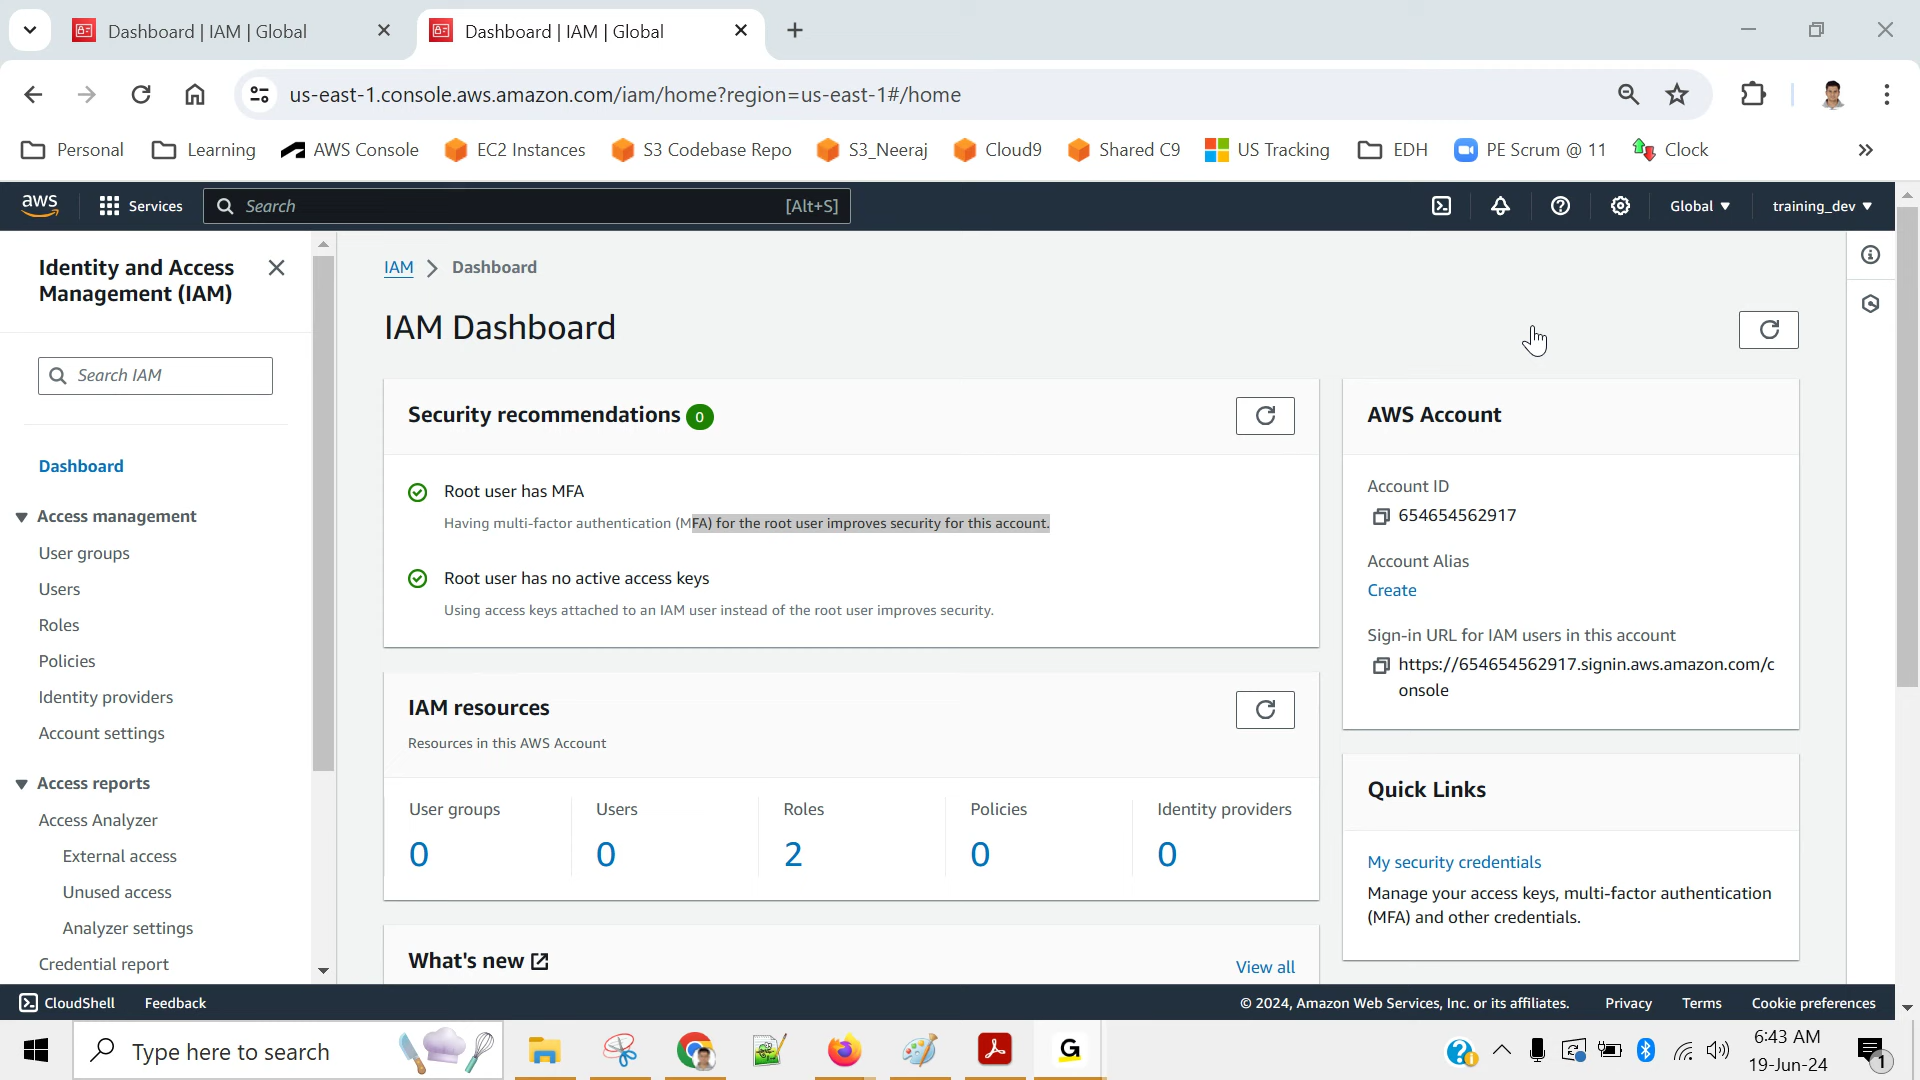 Dashboard | IAM | Global
Dashboard | IAM | Global
us-east-1.console.aws.amazon.com/iam/home?region=us-east-1#/home
Personal
Learning
AWS Console
EC2 Instances
S3 Codebase Repo
S3_Neeraj
Cloud9
Shared C9
US Tracking
EDH
PE Scrum @ 11
Clock
aws
Services
Search
[Alt+S]
Global
training_dev
Identity and Access
Management (IAM)
Search IAM
Dashboard
Access management
User groups
Users
Roles
Policies
Identity providers
Account settings
Access reports
Access Analyzer
External access
Unused access
Analyzer settings
Credential report
IAM > Dashboard
IAM Dashboard
Security recommendations 0
Root user has MFA
Having multi-factor authentication (MFA) for the root user improves security for this account.
Root user has no active access keys
Using access keys attached to an IAM user instead of the root user improves security.
IAM resources
Resources in this AWS Account
User groups
0
Users
0
Roles
2
Policies
0
Identity providers
0
What's new
View all
AWS Account
Account ID
654654562917
Account Alias
Create
Sign-in URL for IAM users in this account
https://654654562917.signin.aws.amazon.com/c
onsole
Quick Links
My security credentials
Manage your access keys, multi-factor authentication
(MFA) and other credentials.
CloudShell
Feedback
© 2024, Amazon Web Services, Inc. or its affiliates.
Privacy
Terms
Cookie preferences
Type here to search
G
6:43 AM
19-Jun-24
1